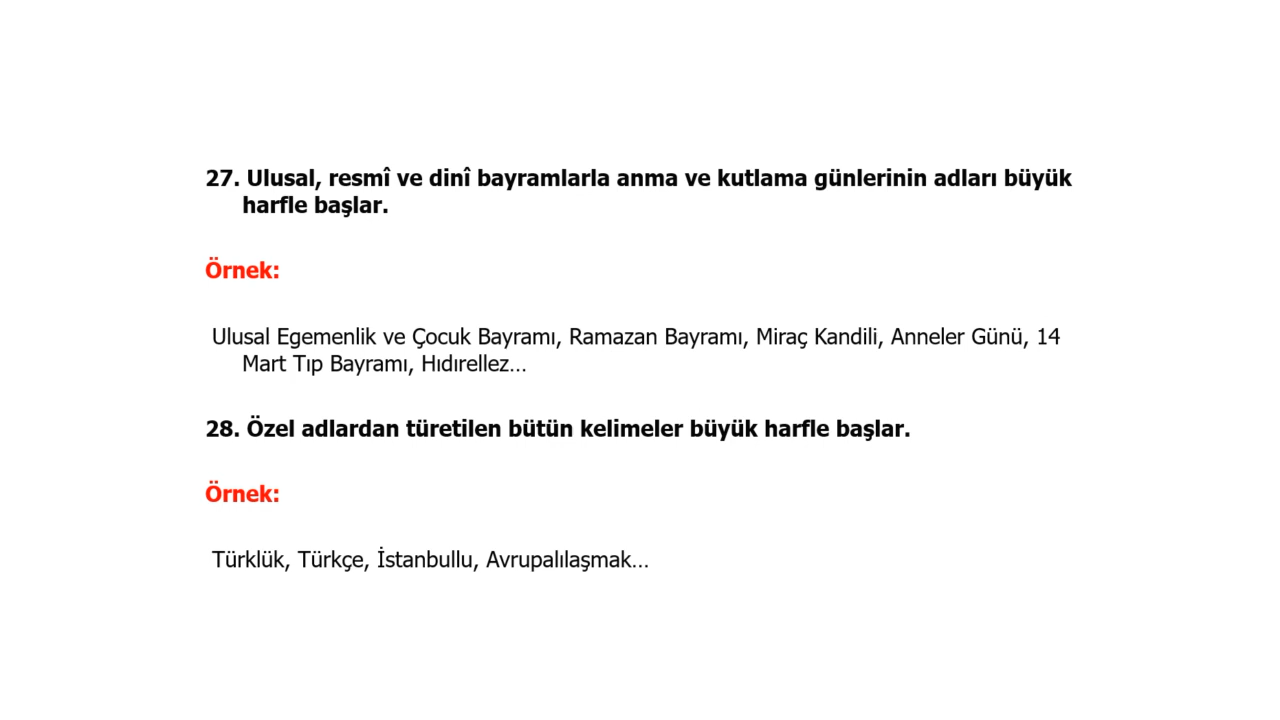 27. Ulusal, resmî ve dinî bayramlarla anma ve kutlama günlerinin adları büyük
harfle başlar.
Örnek:
Ulusal Egemenlik ve Çocuk Bayramı, Ramazan Bayramı, Miraç Kandili, Anneler Günü, 14
Mart Tıp Bayramı, Hıdırellez…
28. Özel adlardan türetilen bütün kelimeler büyük harfle başlar.
Örnek:
Türklük, Türkçe, İstanbullu, Avrupalılaşmak…